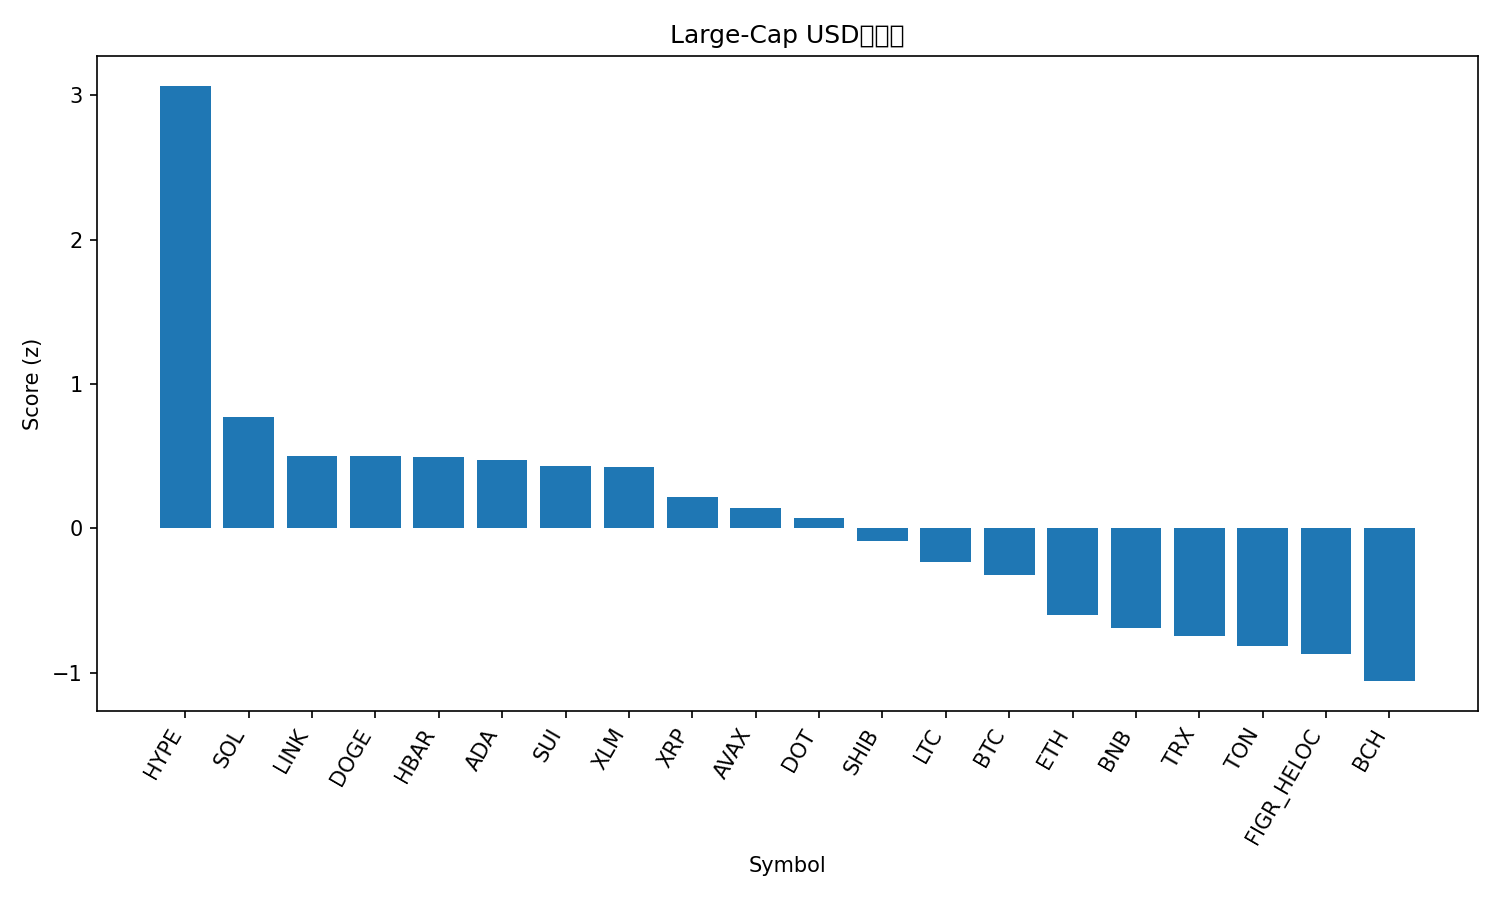 Large-Cap USD
Score (z)
3
2
1
0
−1
HYPE
SOL
LINK
DOGE
HBAR
ADA
SUI
XLM
XRP
AVAX
DOT
SHIB
LTC
BTC
ETH
BNB
TRX
TON
FIGR_HELOC
BCH
Symbol